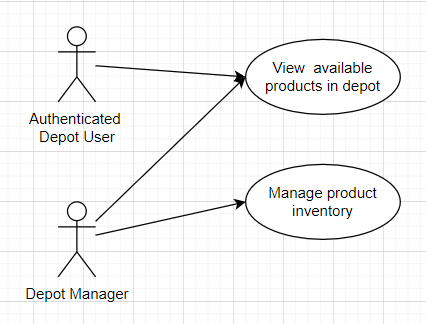 View available
products in depot
Authenticated
Depot User
Manage product
inventory
Depot Manager